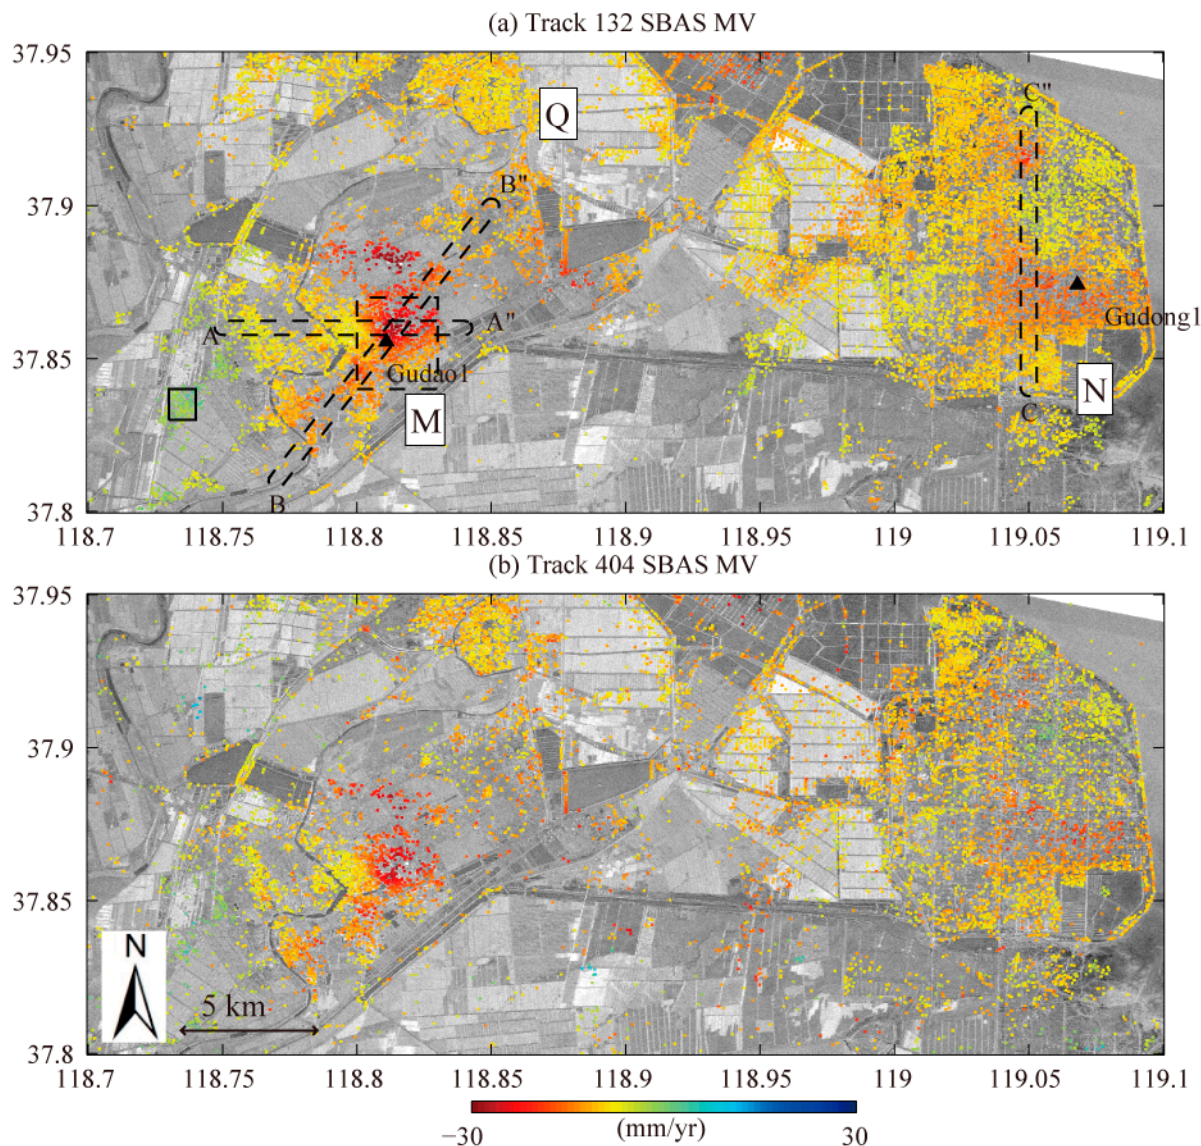 (a) Track 132 SBAS MV
37.95
Q
C"
37.9
B"
A
A"
Gudong1
37.85
Gudao1
M
N
C
B
37.8
118.7 118.75 118.8 118.85 118.9 118.95 119 119.05 119.1
(b) Track 404 SBAS MV
37.95
37.9
37.85
N
5 km
37.8
118.7 118.75 118.8 118.85 118.9 118.95 119 119.05 119.1
−30 (mm/yr) 30